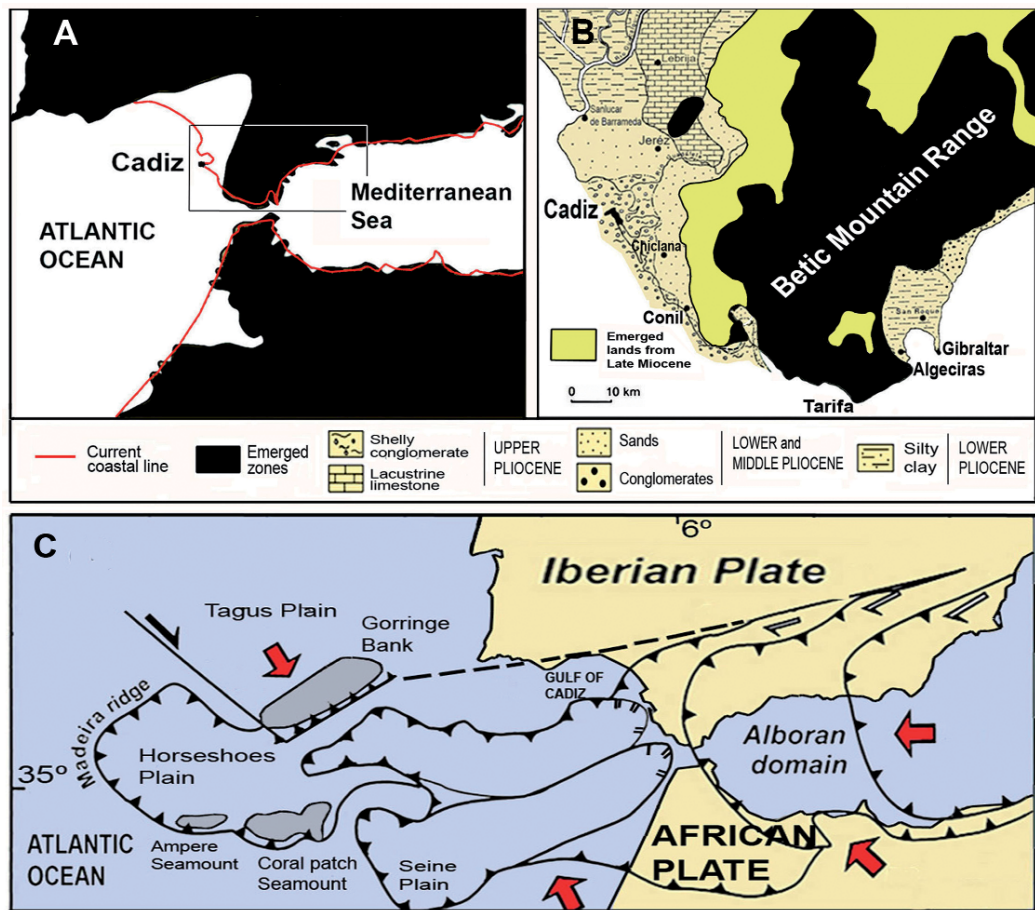 A
Cadiz
Mediterranean
Sea
ATLANTIC
OCEAN
B
Lebrija
Sanlucar
de Barrameda
Jeréz
Cadiz
Chiclana
Conil
Betic Mountain Range
San Roque
Gibraltar
Algeciras
Tarifa
Emerged
lands from
Late Miocene
0 10 km
Current
coastal line
Emerged
zones
Shelly
conglomerate
Lacustrine
limestone
UPPER
PLIOCENE
Sands
Conglomerates
LOWER and
MIDDLE PLIOCENE
Silty
clay
LOWER
PLIOCENE
C
6º
Iberian Plate
Tagus Plain
Gorringe
Bank
GULF OF
CADIZ
Madeira ridge
Horseshoes
Plain
Alboran
domain
35º
ATLANTIC
OCEAN
Ampere
Seamount
Coral patch
Seamount
Seine
Plain
AFRICAN
PLATE